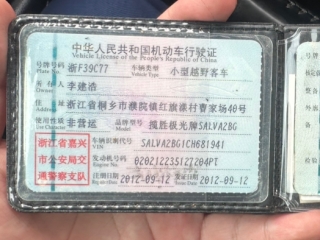 中华人民共和国机动车行驶证
Vehicle License of the People's Republic of China
号牌号码 浙F39C77 车辆类型 小型越野客车
Plate No. Vehicle Type
所有人 李建浩
Owner
住址 浙江省桐乡市濮院镇红旗漾村曹家场40号
Address
使用性质 非营运 品牌型号 揽胜极光牌SALVA2BG
Use Character Model
浙江省嘉兴市公安局交通警察支队
车辆识别代号 SALVA2BG1CH681941
VIN
发动机号码 020212235127204PT
Engine No.
注册日期 2012-09-12 发证日期 2012-09-12
Register Date Issue Date